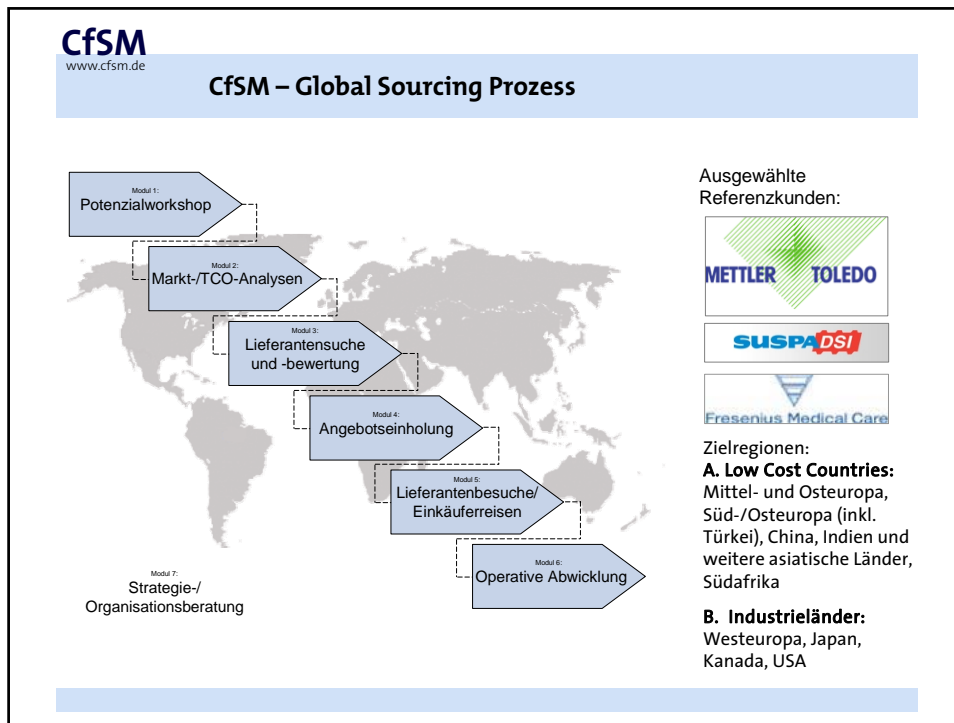 CfSM
www.cfsm.de
CfSM – Global Sourcing Prozess
Modul 1:
Potenzialworkshop
Modul 2:
Markt-/TCO-Analysen
Modul 3:
Lieferantensuche
und -bewertung
Modul 4:
Angebotseinholung
Modul 5:
Lieferantenbesuche/
Einkäuferreisen
Modul 6:
Operative Abwicklung
Modul 7:
Strategie-/
Organisationsberatung
Ausgewählte
Referenzkunden:
METTLER TOLEDO
SUSPA DSI
Fresenius Medical Care
Zielregionen:
A. Low Cost Countries:
Mittel- und Osteuropa,
Süd-/Osteuropa (inkl.
Türkei), China, Indien und
weitere asiatische Länder,
Südafrika
B. Industrieländer:
Westeuropa, Japan,
Kanada, USA